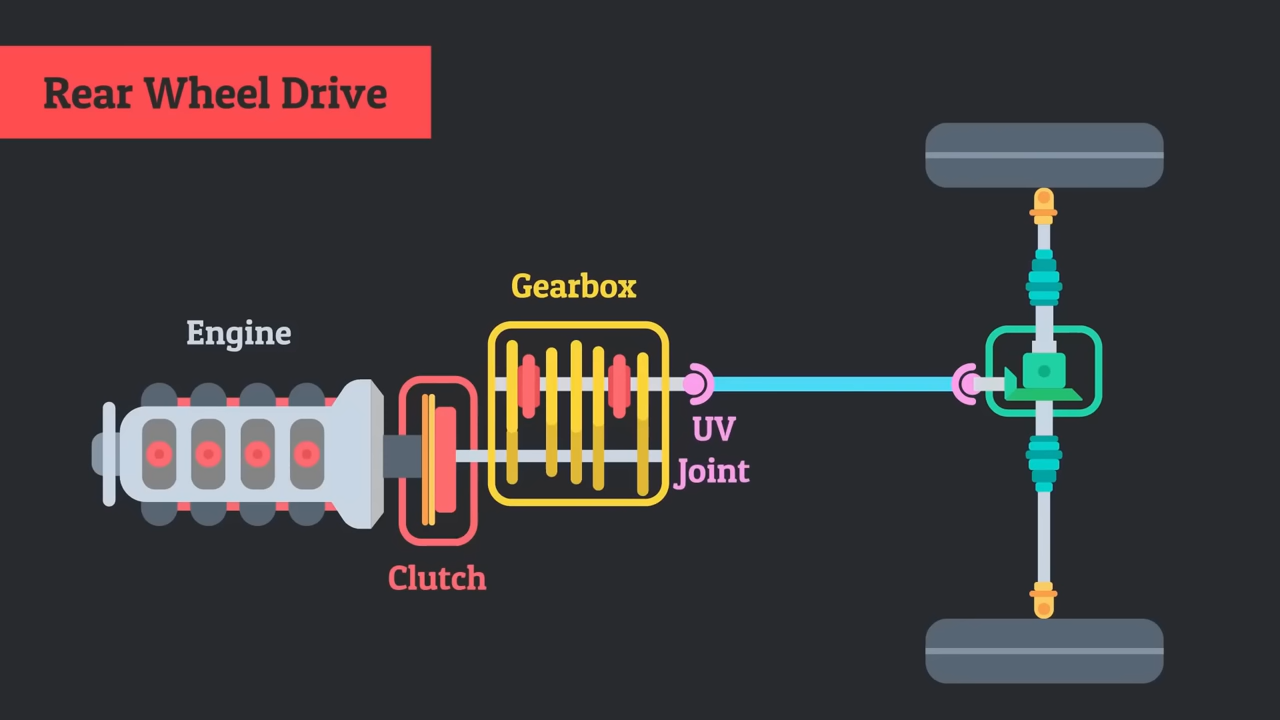 Rear Wheel Drive
Gearbox
Engine
UV
Joint
Clutch